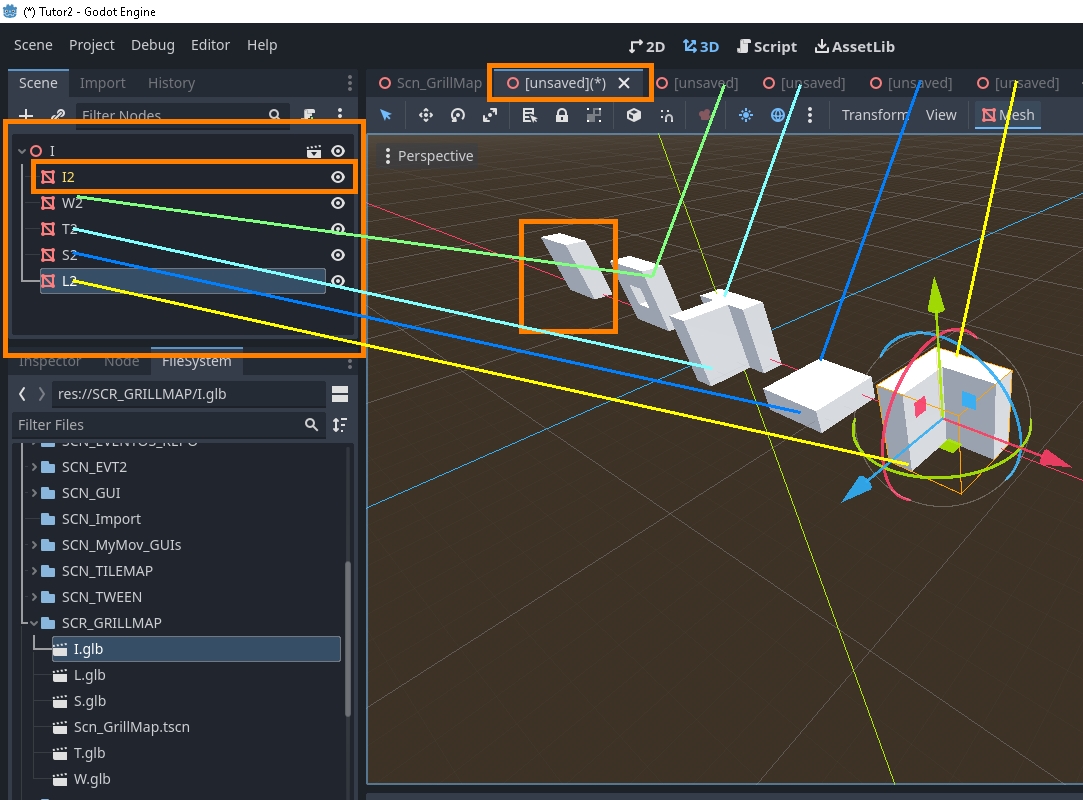 (*) Tutor2 - Godot Engine
Scene Project Debug Editor Help
2D 3D Script AssetLib
Scene Import History
Scn_GrillMap [unsaved](*) [unsaved] [unsaved] [unsaved] [unsaved]
Filter Nodes
Transform View Mesh
I
Perspective
I2
W2
T2
S2
L2
Inspector Node FileSystem
res://SCR_GRILLMAP/I.glb
Filter Files
SCN_EVENTOS_REPO
SCN_EVT2
SCN_GUI
SCN_Import
SCN_MyMov_GUIs
SCN_TILEMAP
SCN_TWEEN
SCR_GRILLMAP
I.glb
L.glb
S.glb
Scn_GrillMap.tscn
T.glb
W.glb